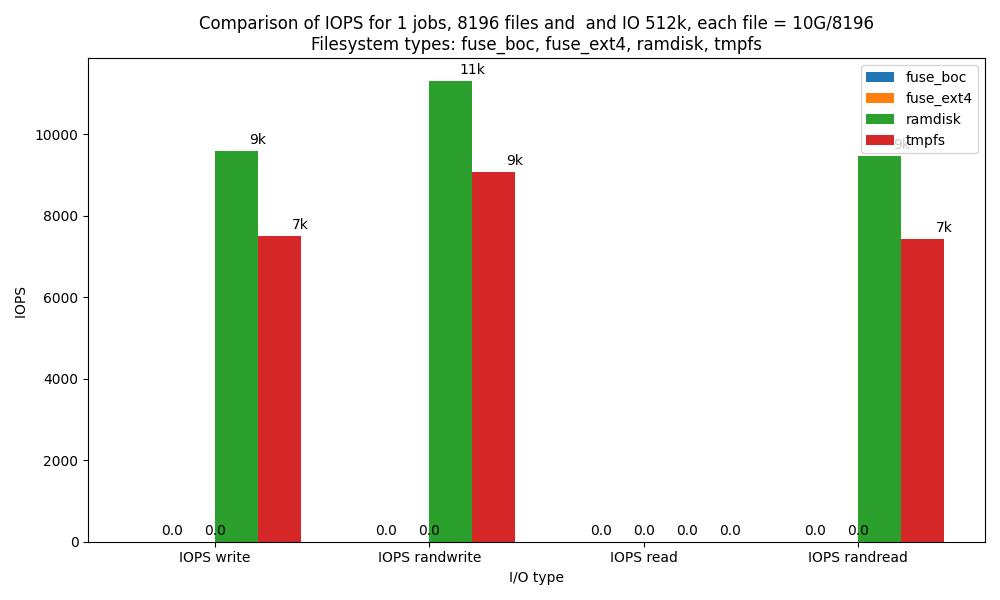 Comparison of IOPS for 1 jobs, 8196 files and  and IO 512k, each file = 10G/8196
Filesystem types: fuse_boc, fuse_ext4, ramdisk, tmpfs
fuse_boc
fuse_ext4
ramdisk
tmpfs
IOPS
10000
8000
6000
4000
2000
0
0.0
0.0
9k
7k
0.0
0.0
11k
9k
0.0
0.0
0.0
0.0
0.0
0.0
9k
7k
IOPS write
IOPS randwrite
IOPS read
IOPS randread
I/O type